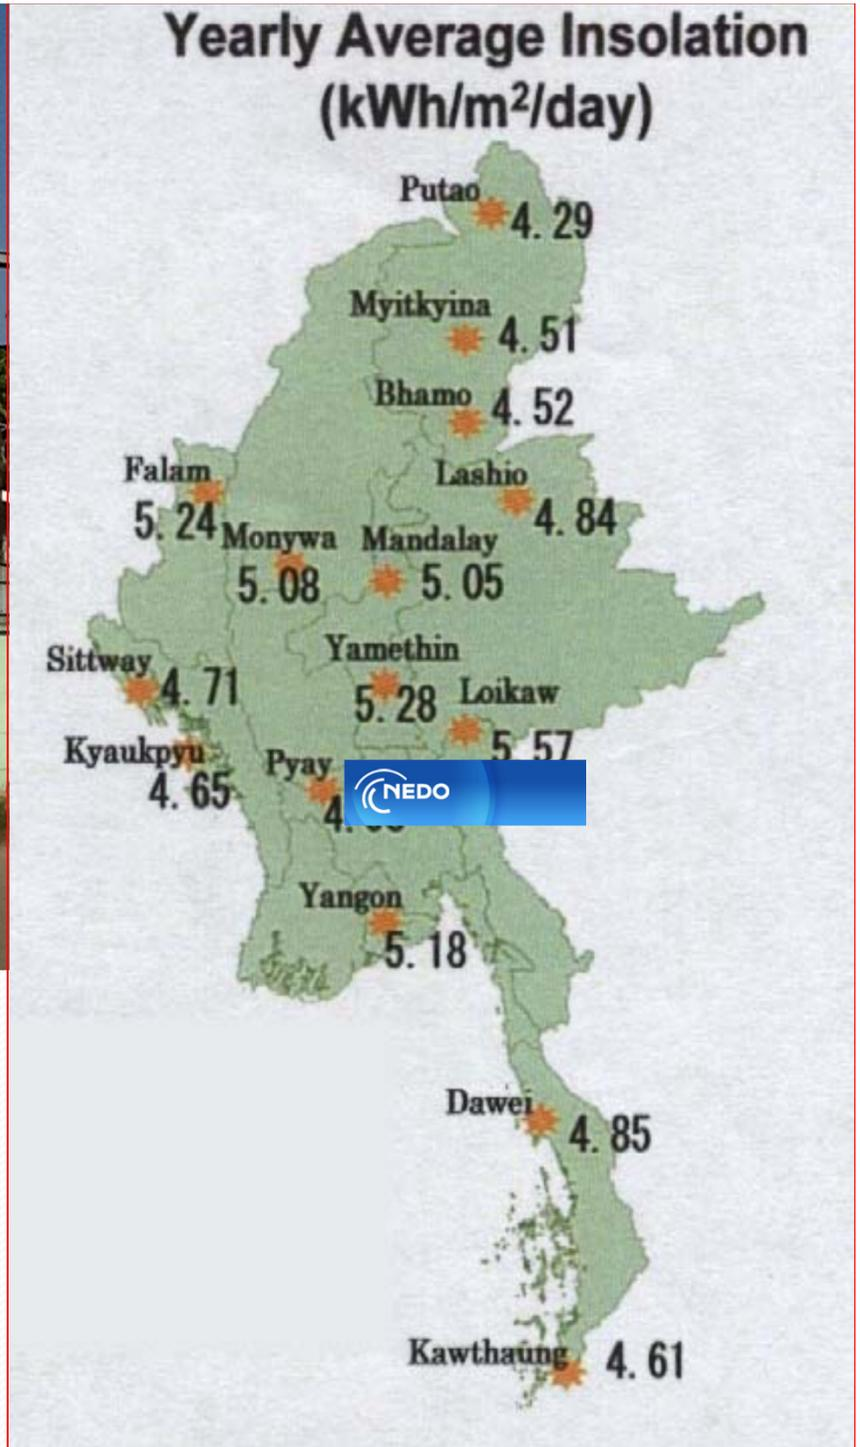 Yearly Average Insolation
(kWh/m²/day)
Putao
4.29
Myitkyina
4.51
Bhamo
4.52
Falam
5.24
Lashio
4.84
Monywa
5.08
Mandalay
5.05
Sittway
4.71
Yamethin
5.28
Loikaw
5.57
Kyaukpyu
4.65
Pyay
NEDO
Yangon
5.18
Dawei
4.85
Kawthaung
4.61